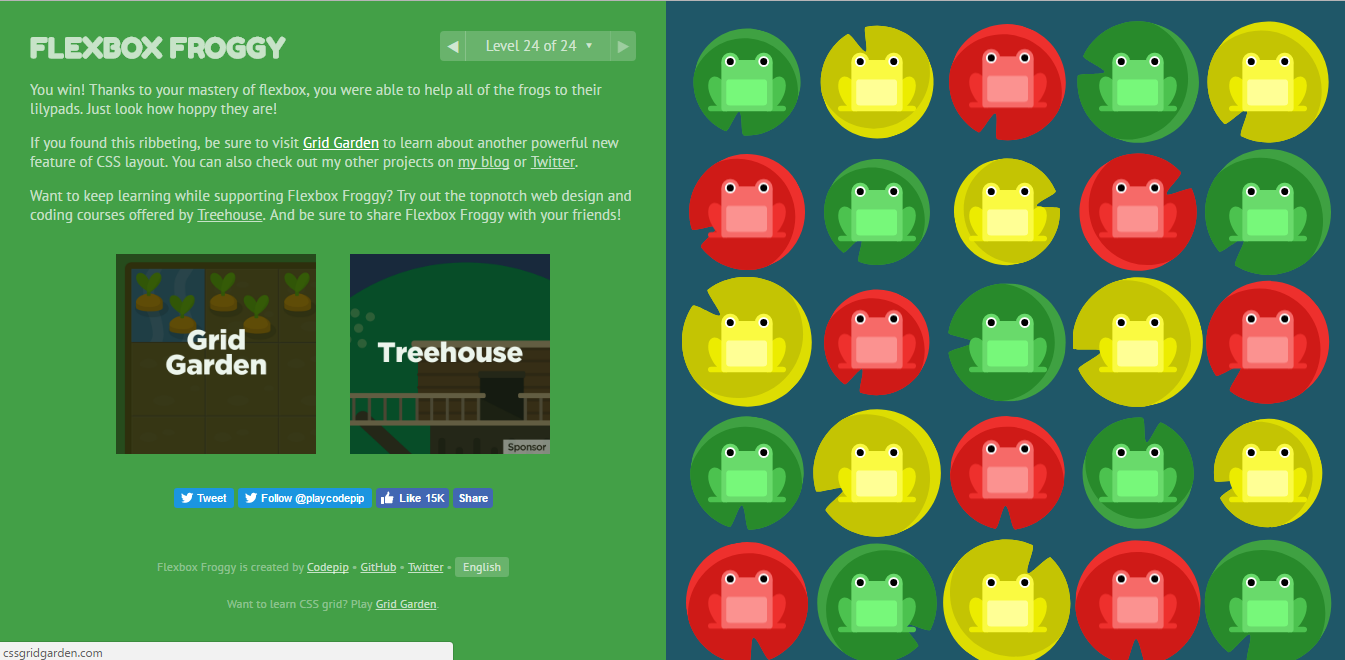 FLEXBOX FROGGY
◀ Level 24 of 24 ▼ ▶
You win! Thanks to your mastery of flexbox, you were able to help all of the frogs to their
lilypads. Just look how hoppy they are!
If you found this ribbeting, be sure to visit Grid Garden to learn about another powerful new
feature of CSS layout. You can also check out my other projects on my blog or Twitter.
Want to keep learning while supporting Flexbox Froggy? Try out the topnotch web design and
coding courses offered by Treehouse. And be sure to share Flexbox Froggy with your friends!
Grid
Garden
Treehouse
Sponsor
Tweet Follow @playcodepip Like 15K Share
Flexbox Froggy is created by Codepip • GitHub • Twitter • English
Want to learn CSS grid? Play Grid Garden.
cssgridgarden.com